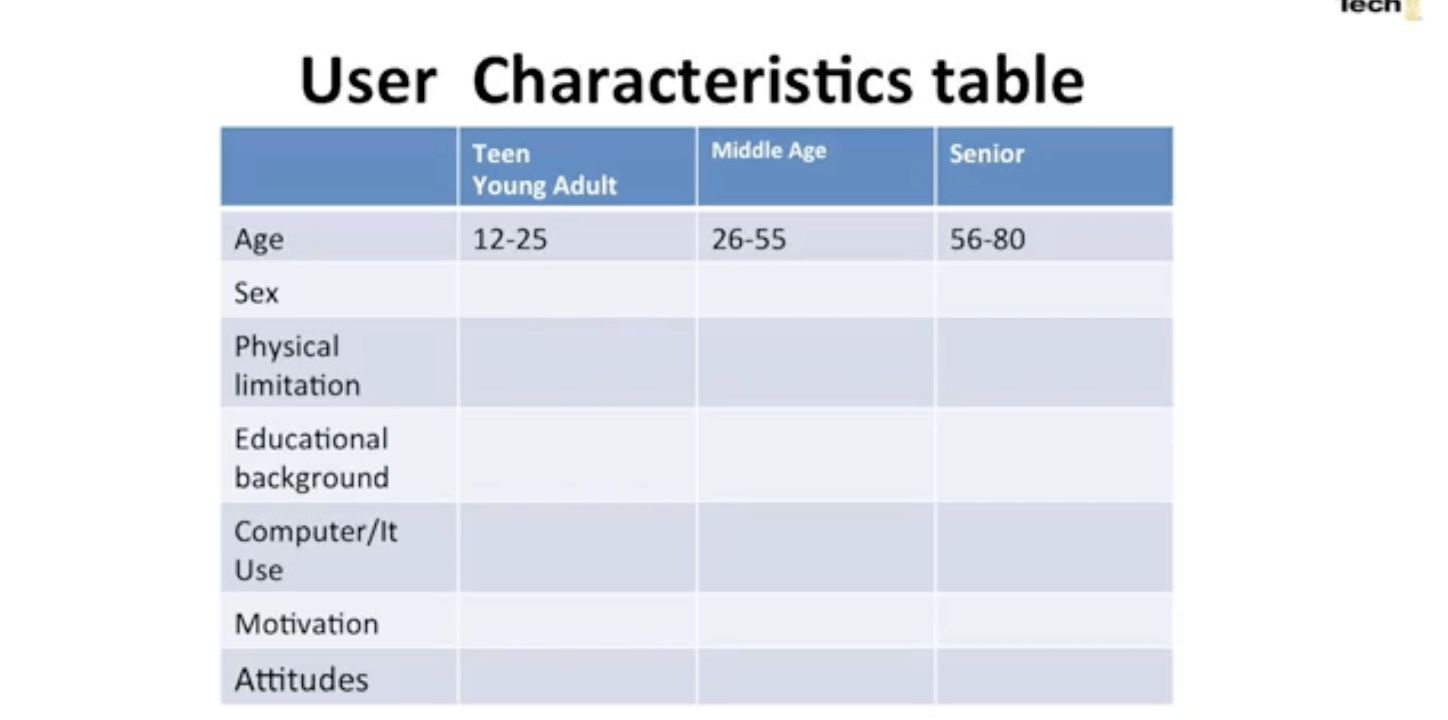 Tech
User Characteristics table
Teen
Young Adult
Middle Age
Senior
Age
12-25
26-55
56-80
Sex
Physical
limitation
Educational
background
Computer/It
Use
Motivation
Attitudes